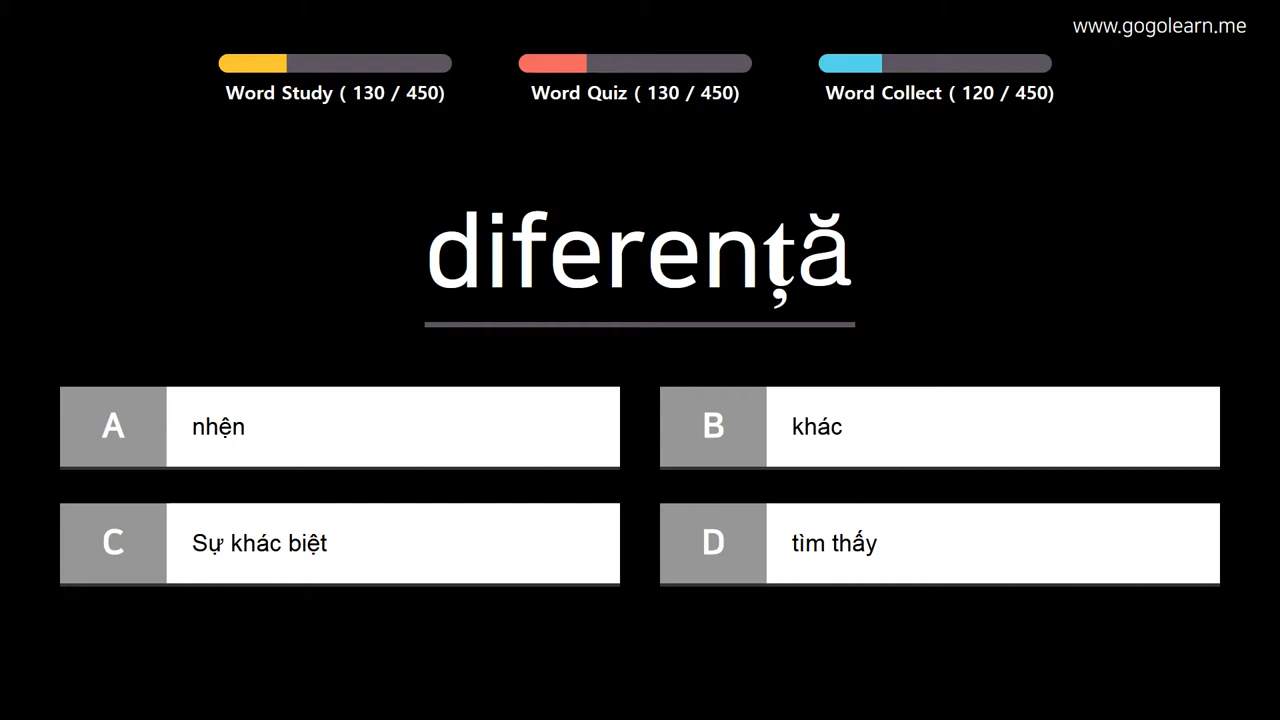 www.gogolearn.me
Word Study ( 130 / 450)
Word Quiz ( 130 / 450)
Word Collect ( 120 / 450)
diferență
A
nhện
B
khác
C
Sự khác biệt
D
tìm thấy